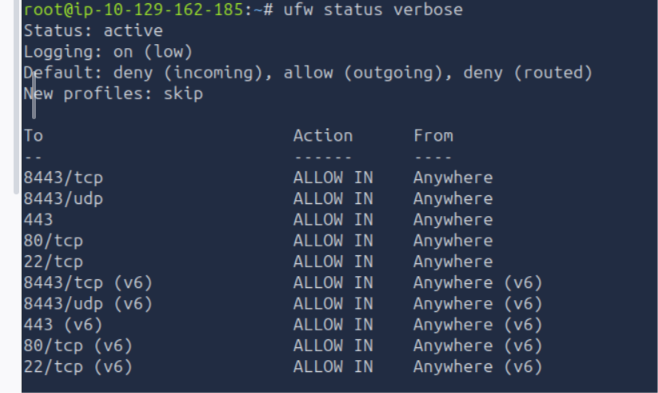 root@ip-10-129-162-185:~# ufw status verbose
Status: active
Logging: on (low)
Default: deny (incoming), allow (outgoing), deny (routed)
New profiles: skip
To                         Action      From
--                         ------      ----
8443/tcp                   ALLOW IN    Anywhere
8443/udp                   ALLOW IN    Anywhere
443                        ALLOW IN    Anywhere
80/tcp                     ALLOW IN    Anywhere
22/tcp                     ALLOW IN    Anywhere
8443/tcp (v6)              ALLOW IN    Anywhere (v6)
8443/udp (v6)              ALLOW IN    Anywhere (v6)
443 (v6)                   ALLOW IN    Anywhere (v6)
80/tcp (v6)                ALLOW IN    Anywhere (v6)
22/tcp (v6)                ALLOW IN    Anywhere (v6)